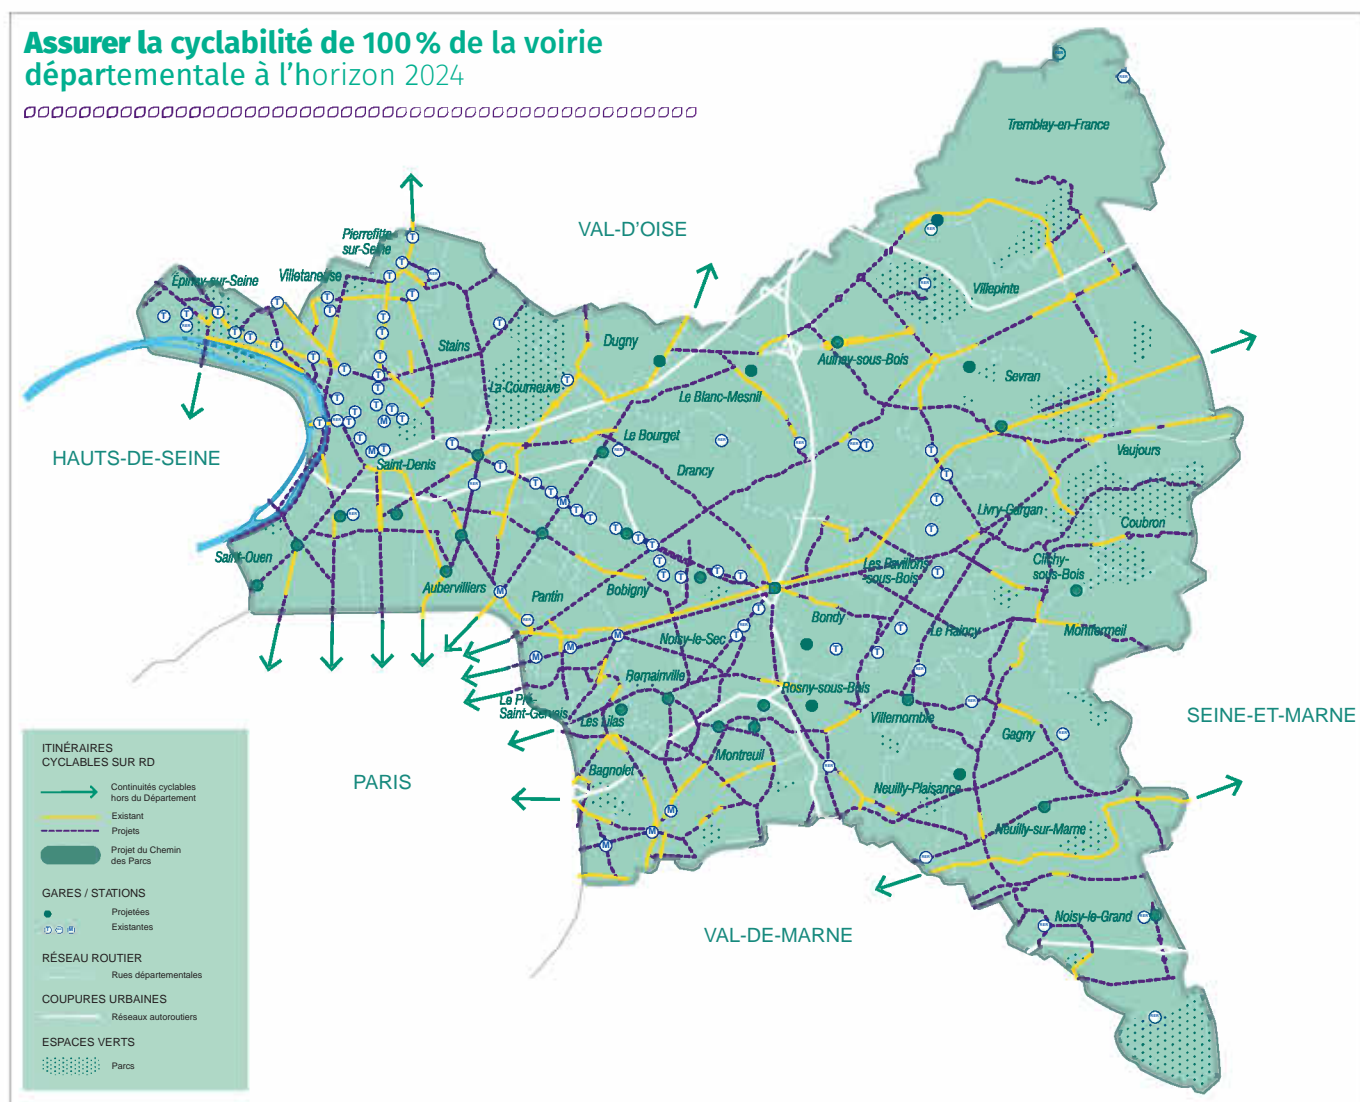 Assurer la cyclabilité de 100 % de la voirie
départementale à l'horizon 2024
Tremblay-en-France
VAL-D'OISE
Pierrefitte-
sur-Seine
Épinay-sur-Seine
Villetaneuse
Villepinte
Stains
Dugny
Aulnay-sous-Bois
La Courneuve
Sevran
Le Blanc-Mesnil
Le Bourget
Vaujours
HAUTS-DE-SEINE
Saint-Denis
Drancy
Livry-Gargan
Coubron
Saint-Ouen
Les Pavillons-
sous-Bois
Clichy-
sous-Bois
Aubervilliers
Pantin
Bobigny
Bondy
Noisy-le-Sec
Le Raincy
Montfermeil
Romainville
Rosny-sous-Bois
Le Pré-
Saint-Gervais
Les Lilas
Villemomble
SEINE-ET-MARNE
Gagny
Montreuil
Bagnolet
PARIS
Neuilly-Plaisance
Neuilly-sur-Marne
Noisy-le-Grand
VAL-DE-MARNE
ITINÉRAIRES
CYCLABLES SUR RD
Continuités cyclables
hors du Département
Existant
Projets
Projet du Chemin
des Parcs
GARES / STATIONS
Projetées
Existantes
RÉSEAU ROUTIER
Rues départementales
COUPURES URBAINES
Réseaux autoroutiers
ESPACES VERTS
Parcs